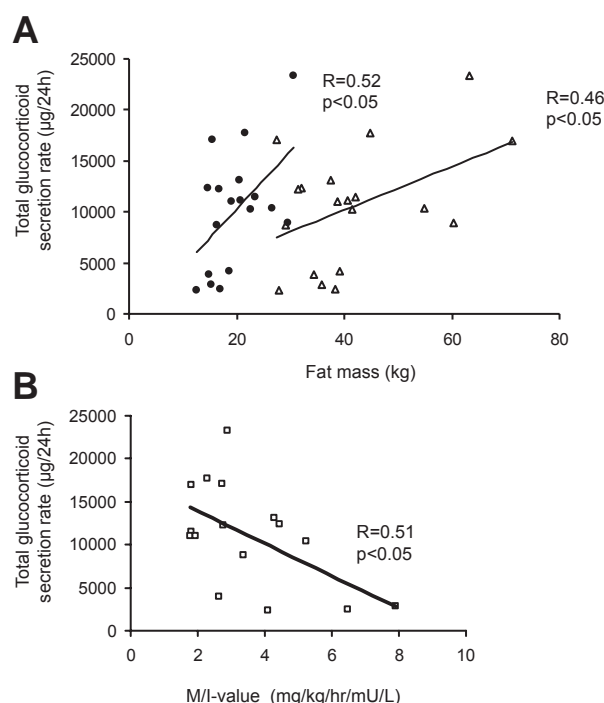 A
Total glucocorticoid
secretion rate (µg/24h)
25000
20000
15000
10000
5000
0
R=0.52
p<0.05
R=0.46
p<0.05
0 20 40 60 80
Fat mass (kg)
B
Total glucocorticoid
secretion rate (µg/24h)
25000
20000
15000
10000
5000
0
R=0.51
p<0.05
0 2 4 6 8 10
M/I-value (mg/kg/hr/mU/L)